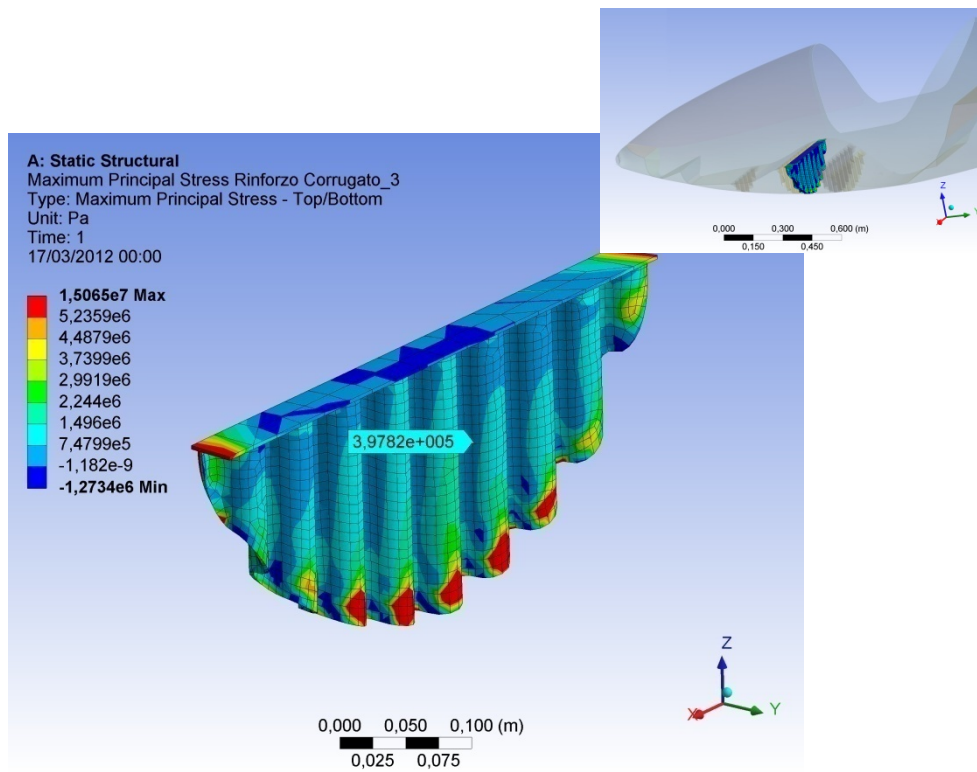 A: Static Structural
Maximum Principal Stress Rinforzo Corrugato_3
Type: Maximum Principal Stress - Top/Bottom
Unit: Pa
Time: 1
17/03/2012 00:00
1,5065e7 Max
5,2359e6
4,4879e6
3,7399e6
2,9919e6
2,244e6
1,496e6
7,4799e5
-1,182e-9
-1,2734e6 Min
3,9782e+005
0,000 0,050 0,100 (m)
0,025 0,075
Z
X
Y
0,000 0,300 0,600 (m)
0,150 0,450
Z
X
Y